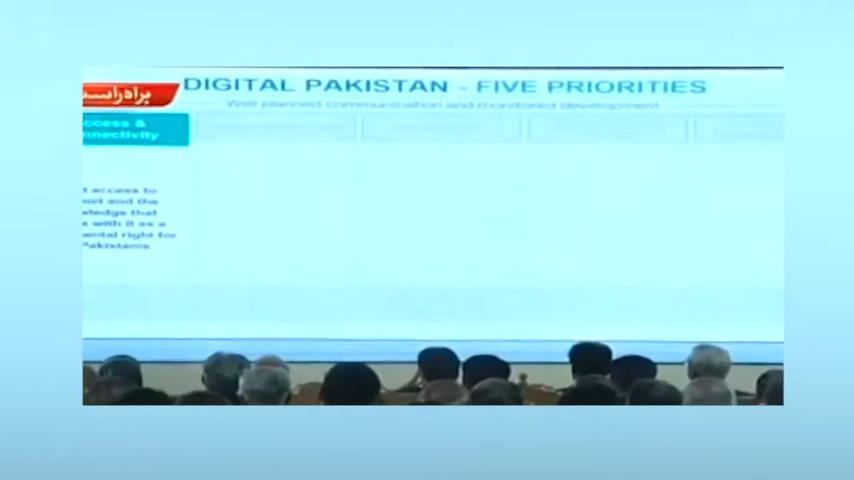 براہ راست
DIGITAL PAKISTAN - FIVE PRIORITIES
Well planned communication and monitored development
ccess &
nnectivity
t access to
net and the
wledge that
s with it as a
ental right for
Pakistanis